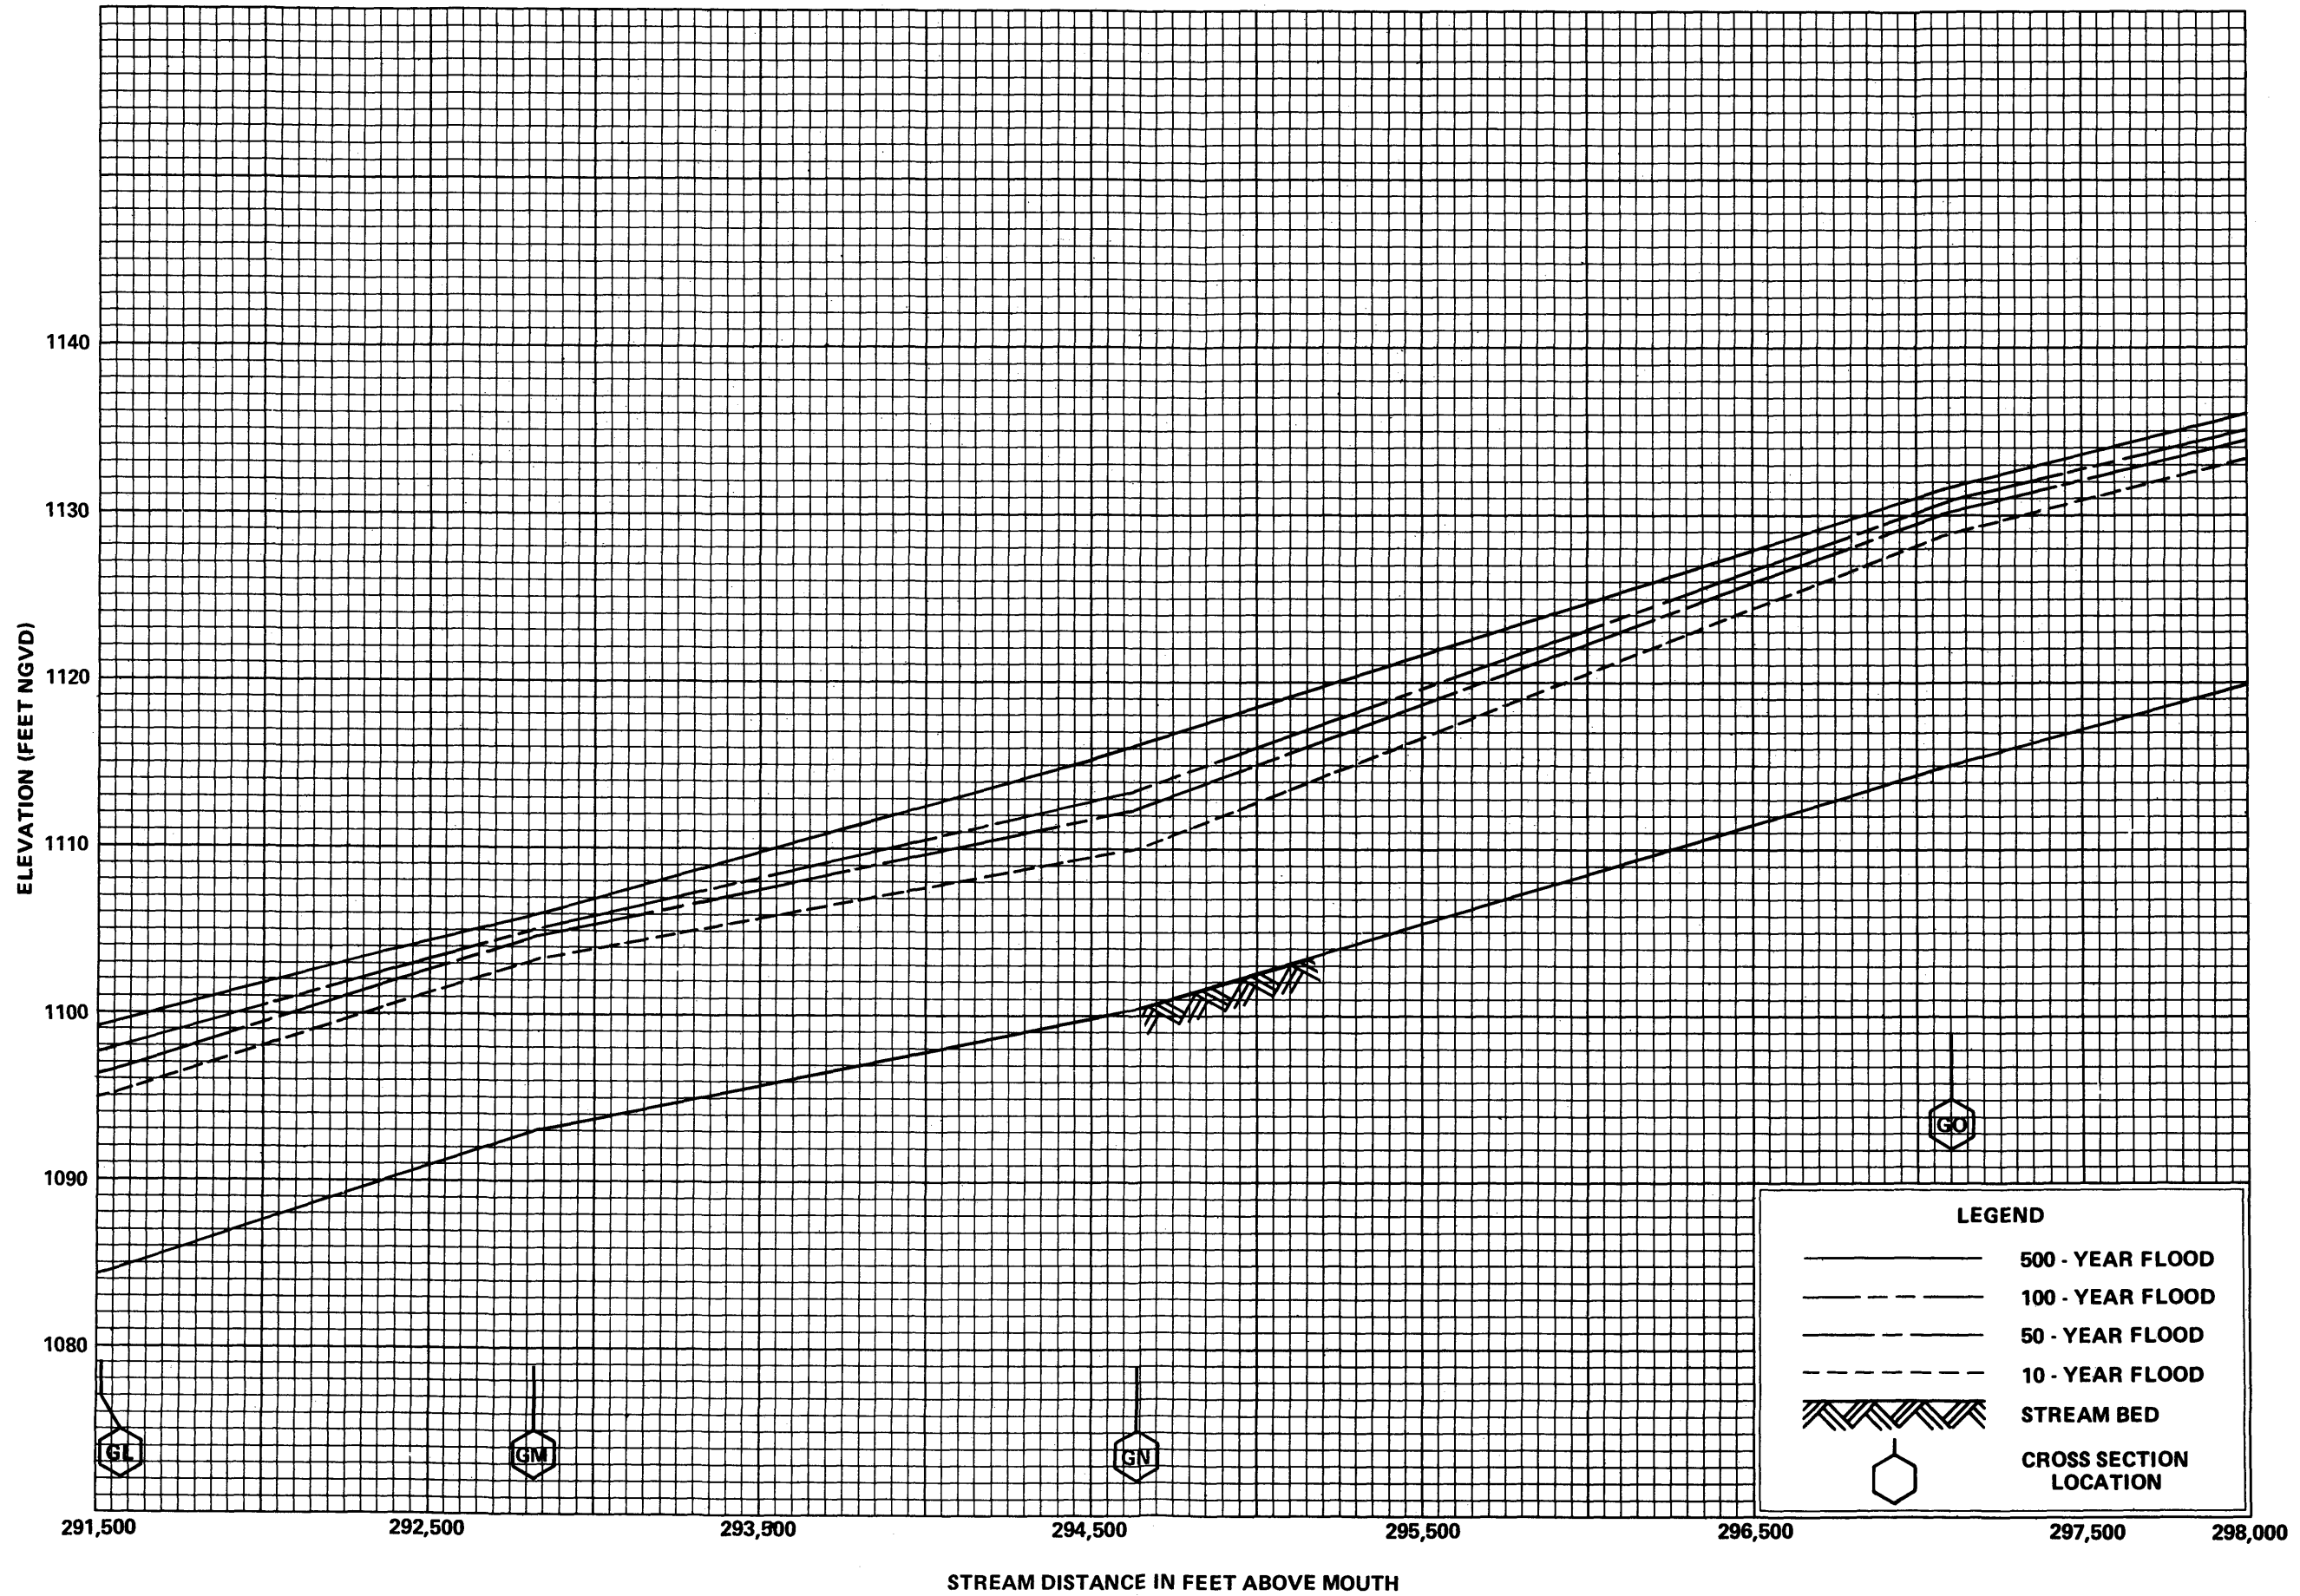 1140
1130
1120
1110
1100
1090
1080
ELEVATION (FEET NGVD)
GL
GM
GN
GO
LEGEND
500 - YEAR FLOOD
100 - YEAR FLOOD
50 - YEAR FLOOD
10 - YEAR FLOOD
STREAM BED
CROSS SECTION
LOCATION
291,500 292,500 293,500 294,500 295,500 296,500 297,500 298,000
STREAM DISTANCE IN FEET ABOVE MOUTH